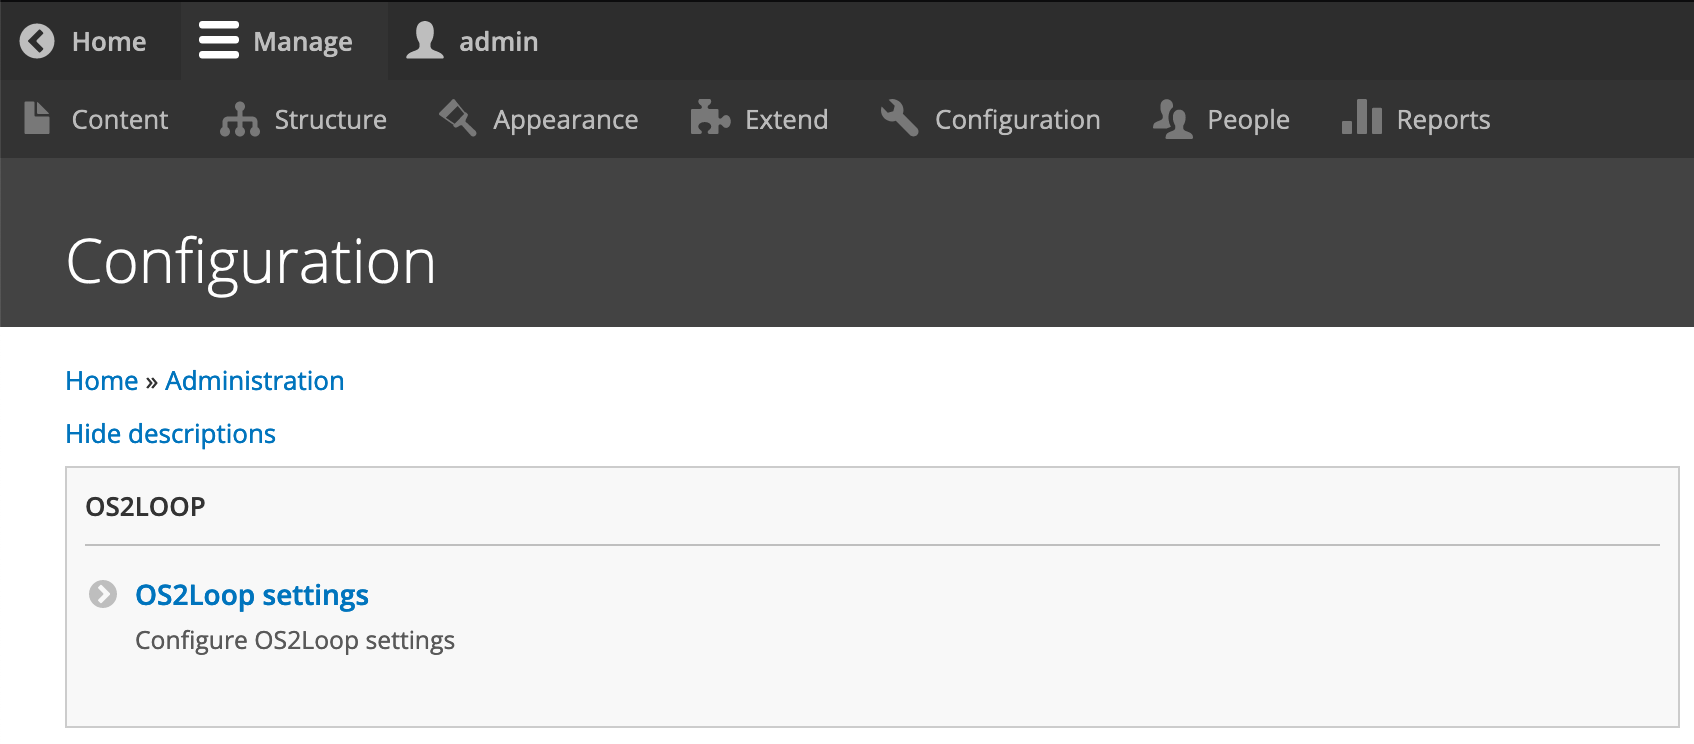 Home Manage admin
Content Structure Appearance Extend Configuration People Reports
Configuration
Home » Administration
Hide descriptions
OS2LOOP
OS2Loop settings
Configure OS2Loop settings